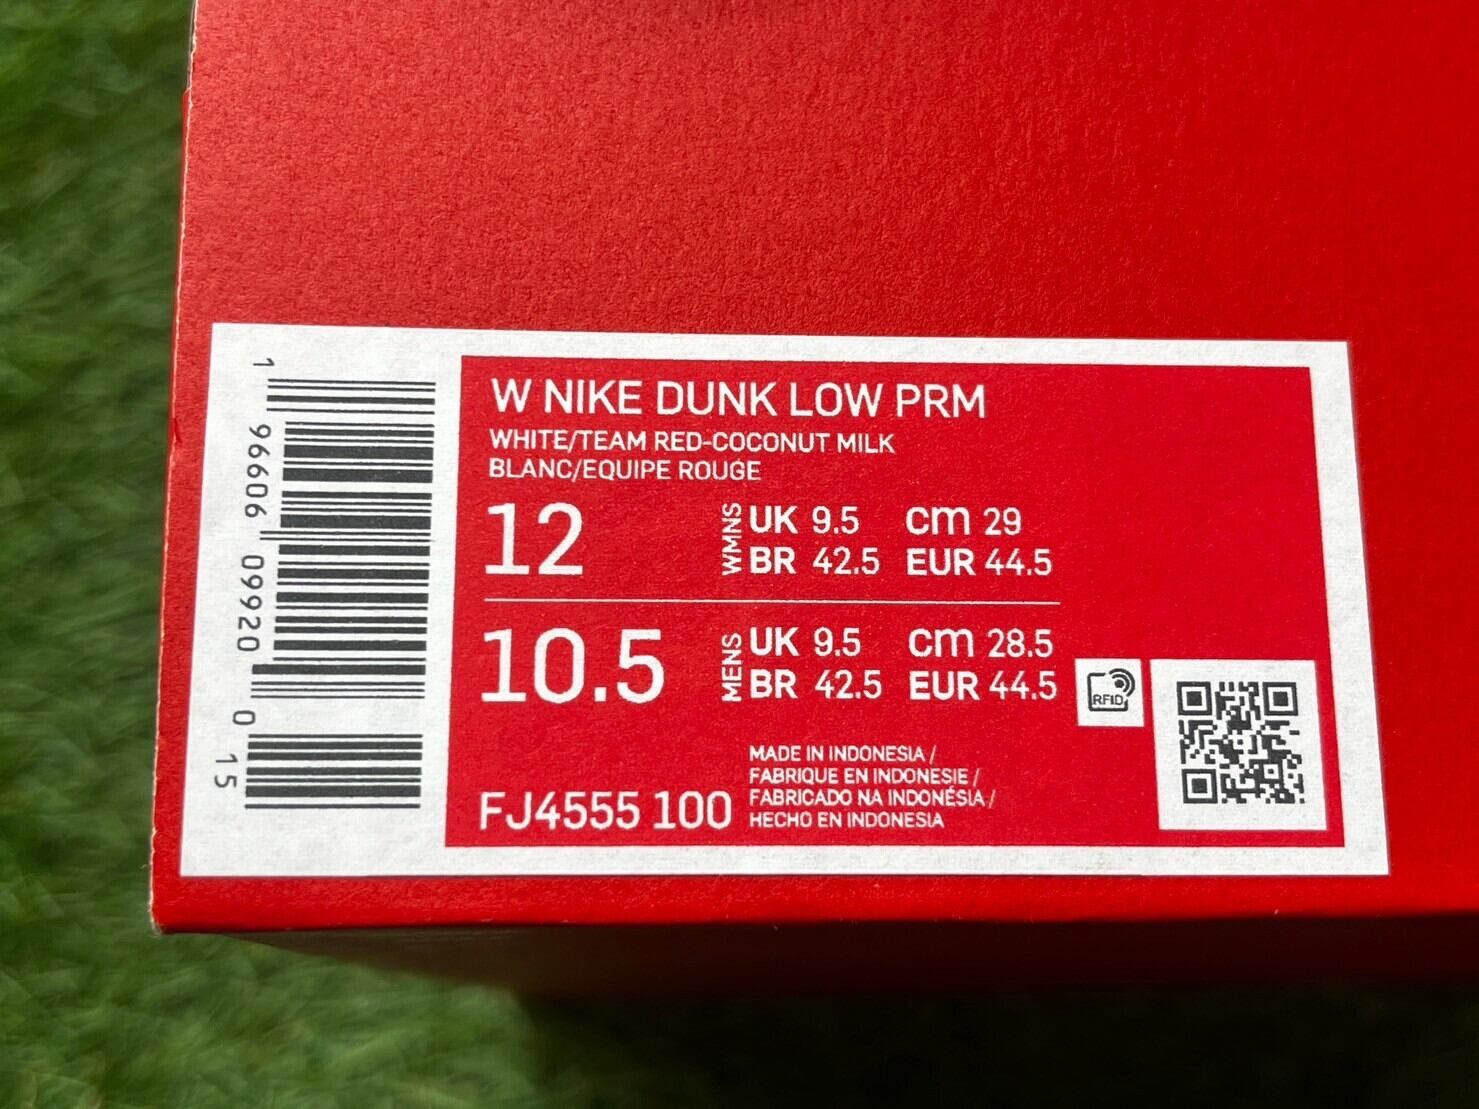 1 96606 09920 0 15
W NIKE DUNK LOW PRM
WHITE/TEAM RED-COCONUT MILK
BLANC/EQUIPE ROUGE
12 WMNS UK 9.5 cm 29
BR 42.5 EUR 44.5
10.5 MENS UK 9.5 cm 28.5
BR 42.5 EUR 44.5
RFID
FJ4555 100
MADE IN INDONESIA /
FABRIQUE EN INDONESIE /
FABRICADO NA INDONÉSIA /
HECHO EN INDONESIA